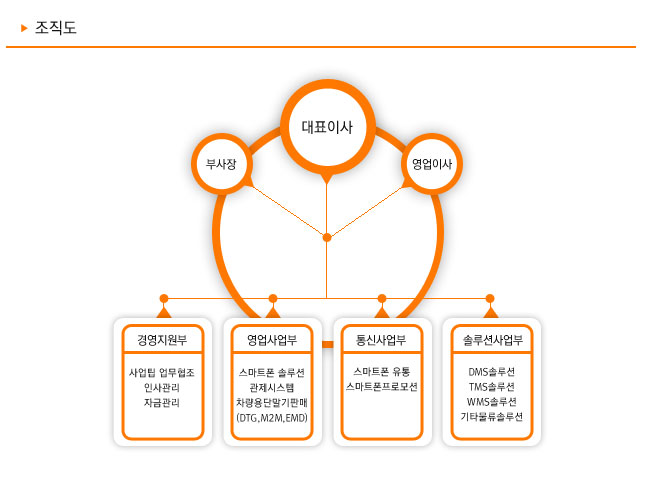 조직도
대표이사
부사장
영업이사
경영지원부
사업팀 업무협조
인사관리
자금관리
영업사업부
스마트폰 솔루션
관제시스템
차량용단말기판매
(DTG,M2M,EMD)
통신사업부
스마트폰 유통
스마트폰프로모션
솔루션사업부
DMS솔루션
TMS솔루션
WMS솔루션
기타물류솔루션